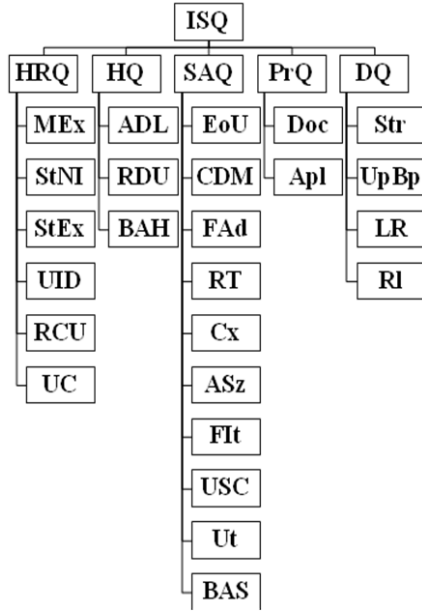 ISQ
HRQ HQ SAQ PrQ DQ
MEx ADL EoU Doc Str
StNI RDU CDM Apl UpBp
StEx BAH FAd LR
UID RT Rl
RCU Cx
UC ASz
FIt
USC
Ut
BAS